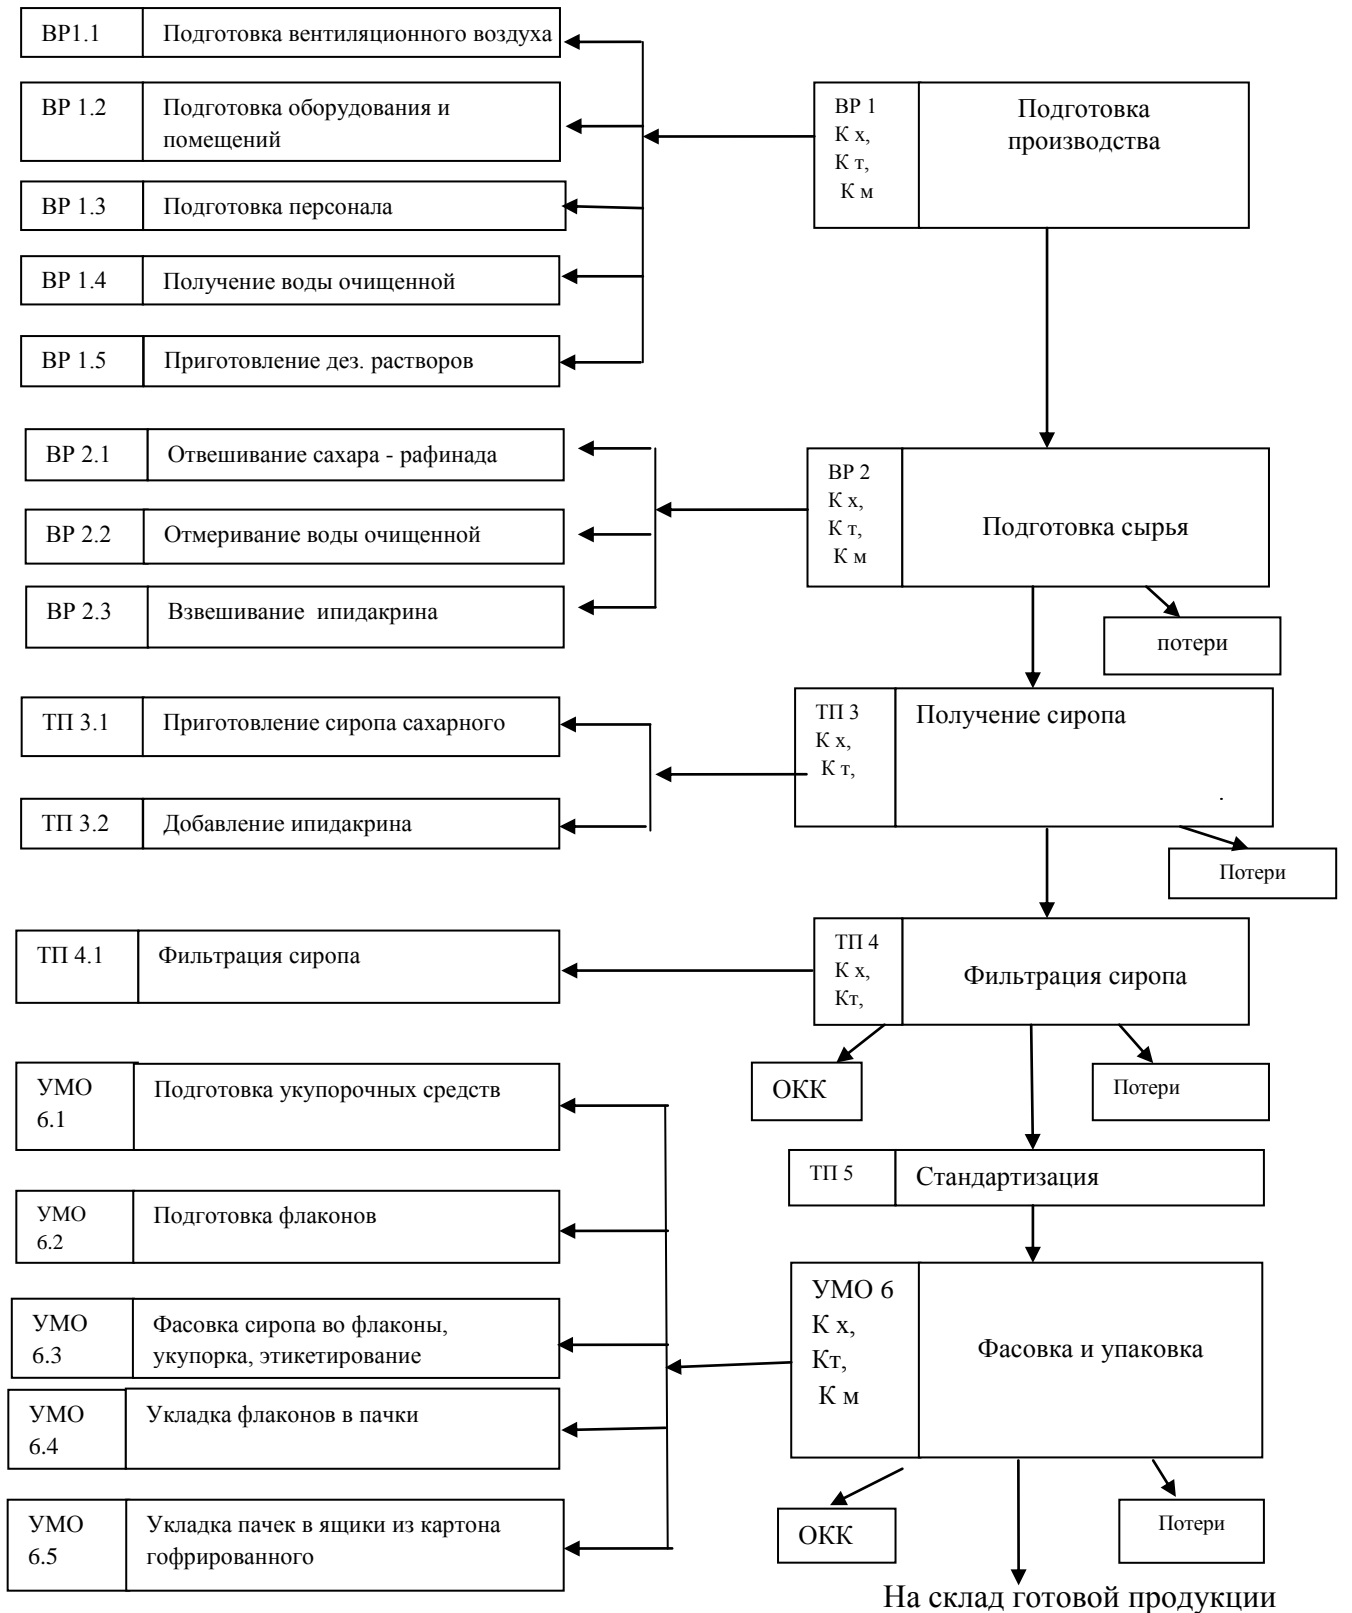 ВР1.1 Подготовка вентиляционного воздуха
ВР 1.2 Подготовка оборудования и
помещений
ВР 1.3 Подготовка персонала
ВР 1.4 Получение воды очищенной
ВР 1.5 Приготовление дез. растворов
ВР 1
К х,
К т,
К м
Подготовка
производства
ВР 2.1 Отвешивание сахара - рафинада
ВР 2.2 Отмеривание воды очищенной
ВР 2.3 Взвешивание ипидакрина
ВР 2
К х,
К т,
К м
Подготовка сырья
потери
ТП 3.1 Приготовление сиропа сахарного
ТП 3.2 Добавление ипидакрина
ТП 3
К х,
К т,
Получение сиропа
.
Потери
ТП 4.1 Фильтрация сиропа
ТП 4
К х,
Кт,
Фильтрация сиропа
ОКК
Потери
ТП 5 Стандартизация
УМО
6.1
Подготовка укупорочных средств
УМО
6.2
Подготовка флаконов
УМО
6.3
Фасовка сиропа во флаконы,
укупорка, этикетирование
УМО
6.4
Укладка флаконов в пачки
УМО
6.5
Укладка пачек в ящики из картона
гофрированного
УМО 6
К х,
Кт,
К м
Фасовка и упаковка
ОКК
Потери
На склад готовой продукции